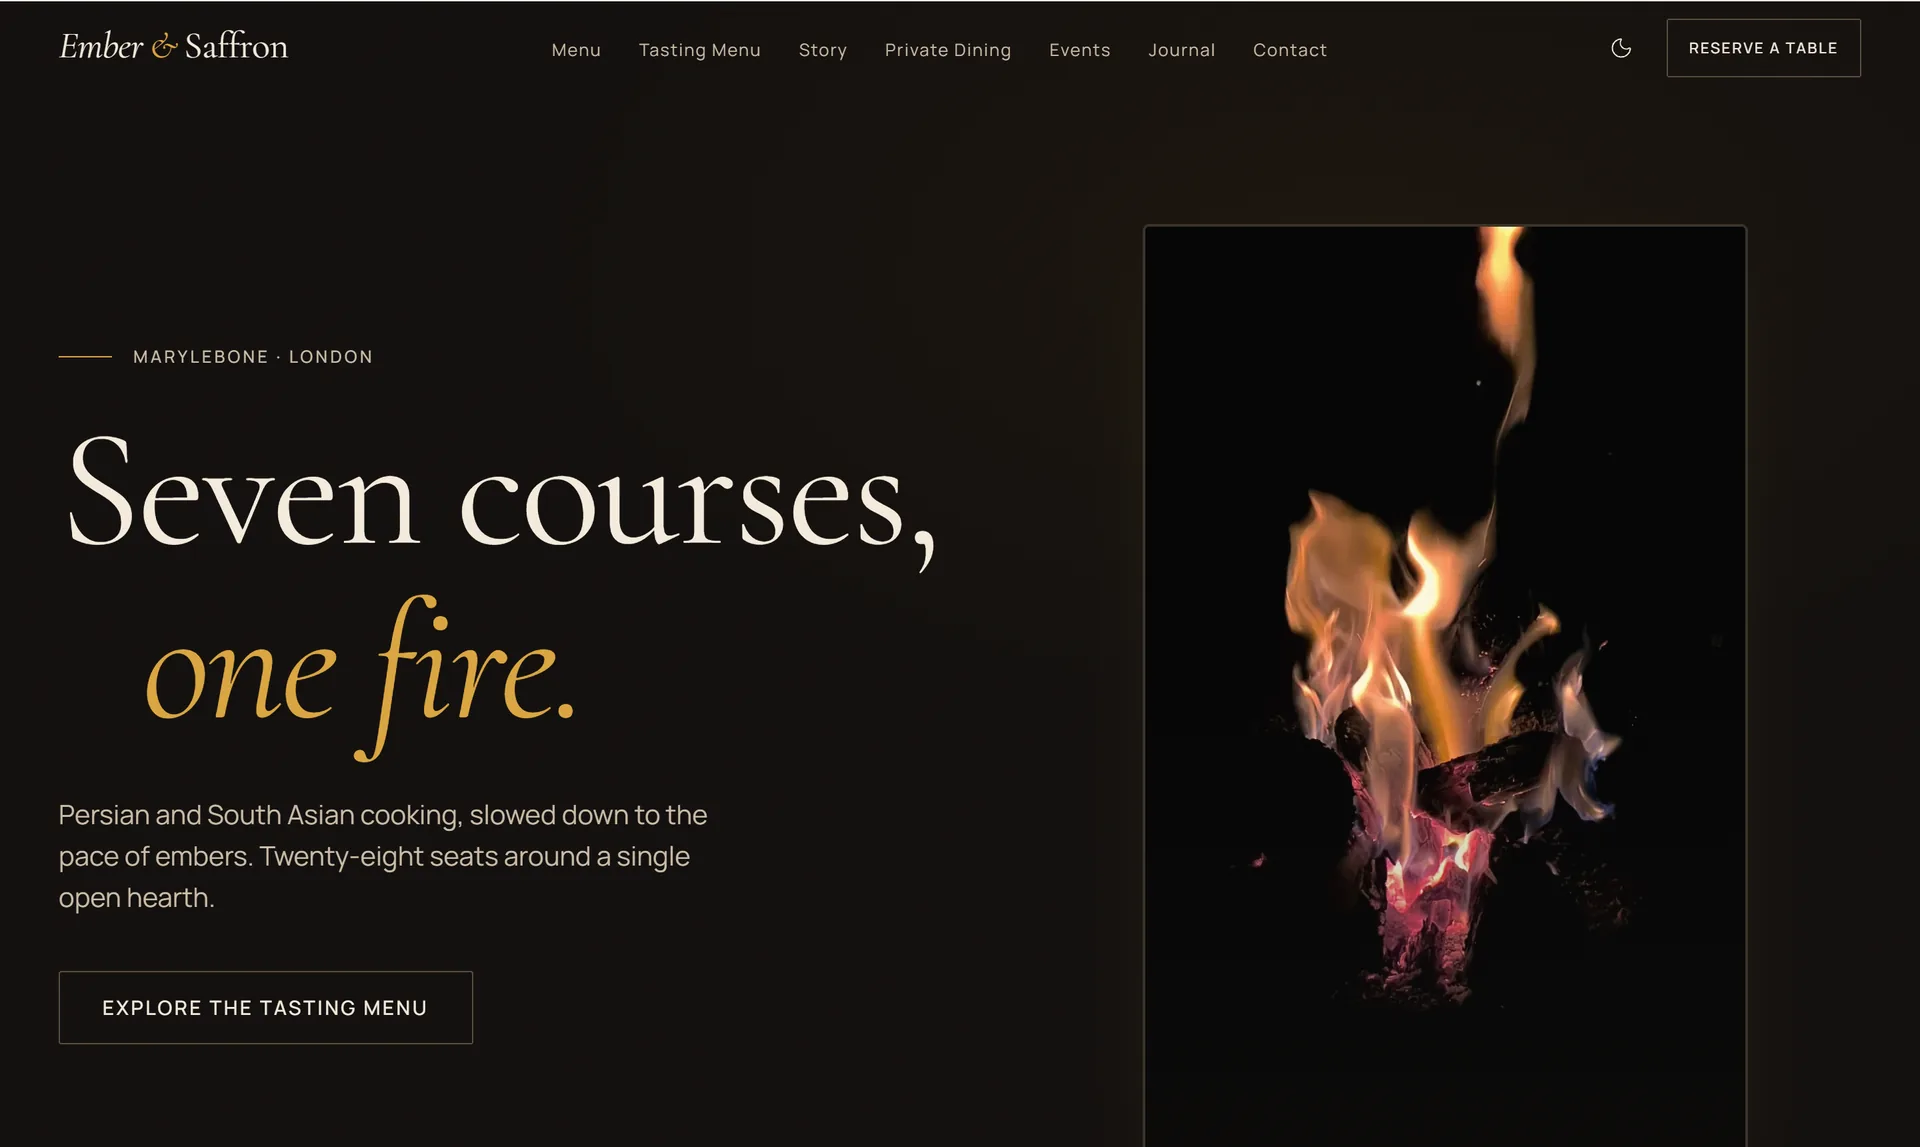 Ember & Saffron
Menu
Tasting Menu
Story
Private Dining
Events
Journal
Contact
RESERVE A TABLE
MARYLEBONE · LONDON
Seven courses,
one fire.
Persian and South Asian cooking, slowed down to the
pace of embers. Twenty-eight seats around a single
open hearth.
EXPLORE THE TASTING MENU